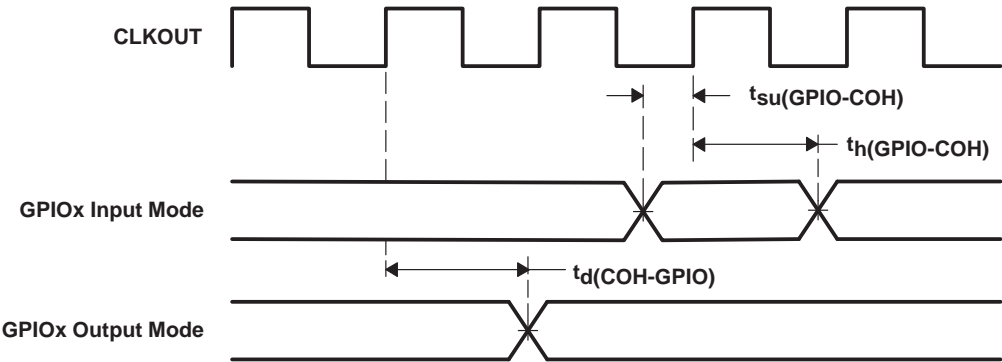 CLKOUT
tsu(GPIO-COH)
th(GPIO-COH)
GPIOx Input Mode
td(COH-GPIO)
GPIOx Output Mode